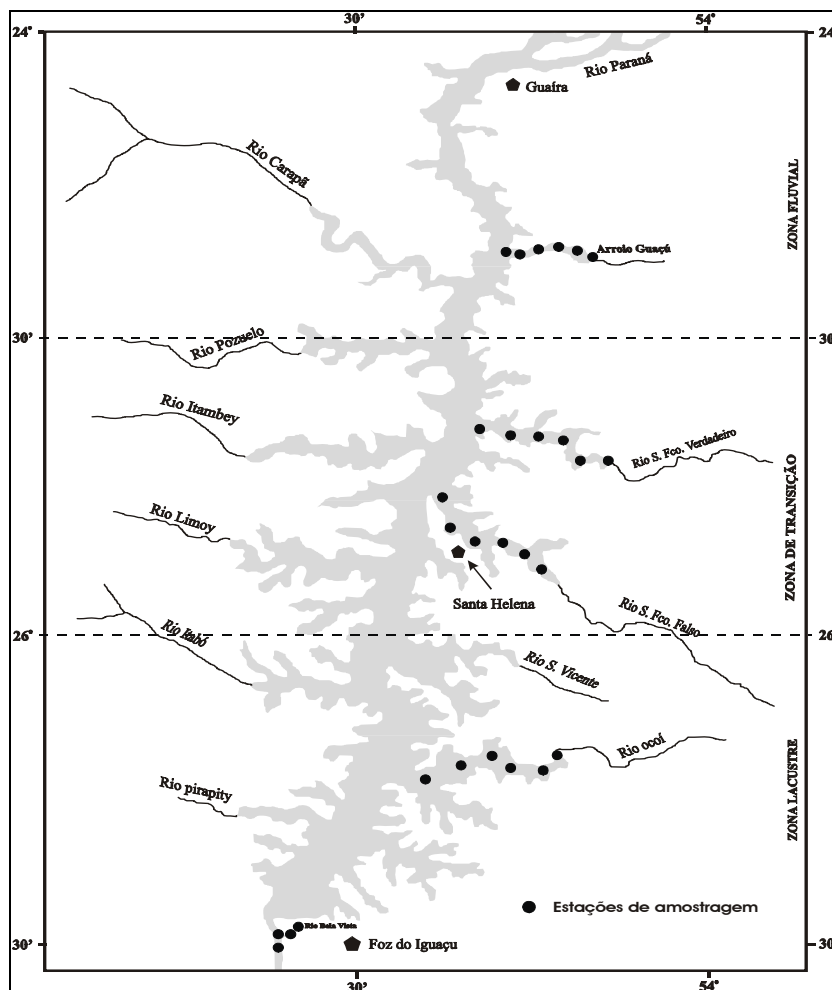 30' 54°
24° 24
Rio Paraná
Guaíra
Rio Carapã
ZONA FLUVIAL
Arroio Guaçú
30' 30
Rio Pozuelo
Rio Itambey
Rio S. Fco. Verdadeiro
ZONA DE TRANSIÇÃO
Rio Limoy
Santa Helena
Rio S. Fco. Falso
26° 26
Rio Itabó
Rio S. Vicente
Rio ocoí
ZONA LACUSTRE
Rio pirapity
Estações de amostragem
Rio Bela Vista
30' Foz do Iguaçu 30
30' 54°